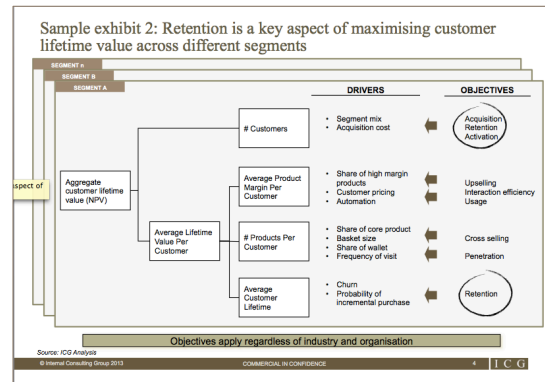 Sample exhibit 2: Retention is a key aspect of maximising customer
lifetime value across different segments
SEGMENT n
SEGMENT B
SEGMENT A
DRIVERS
OBJECTIVES
# Customers
• Segment mix
• Acquisition cost
Acquisition
Retention
Activation
spect of
Aggregate
customer lifetime
value (NPV)
Average Product
Margin Per
Customer
• Share of high margin
products
• Customer pricing
• Automation
Upselling
Interaction efficiency
Usage
Average Lifetime
Value Per
Customer
# Products Per
Customer
• Share of core product
• Basket size
• Share of wallet
• Frequency of visit
Cross selling
Penetration
Average
Customer
Lifetime
• Churn
• Probability of
incremental purchase
Retention
Objectives apply regardless of industry and organisation
Source: ICG Analysis
© Internal Consulting Group 2013
COMMERCIAL IN CONFIDENCE
4
I C G